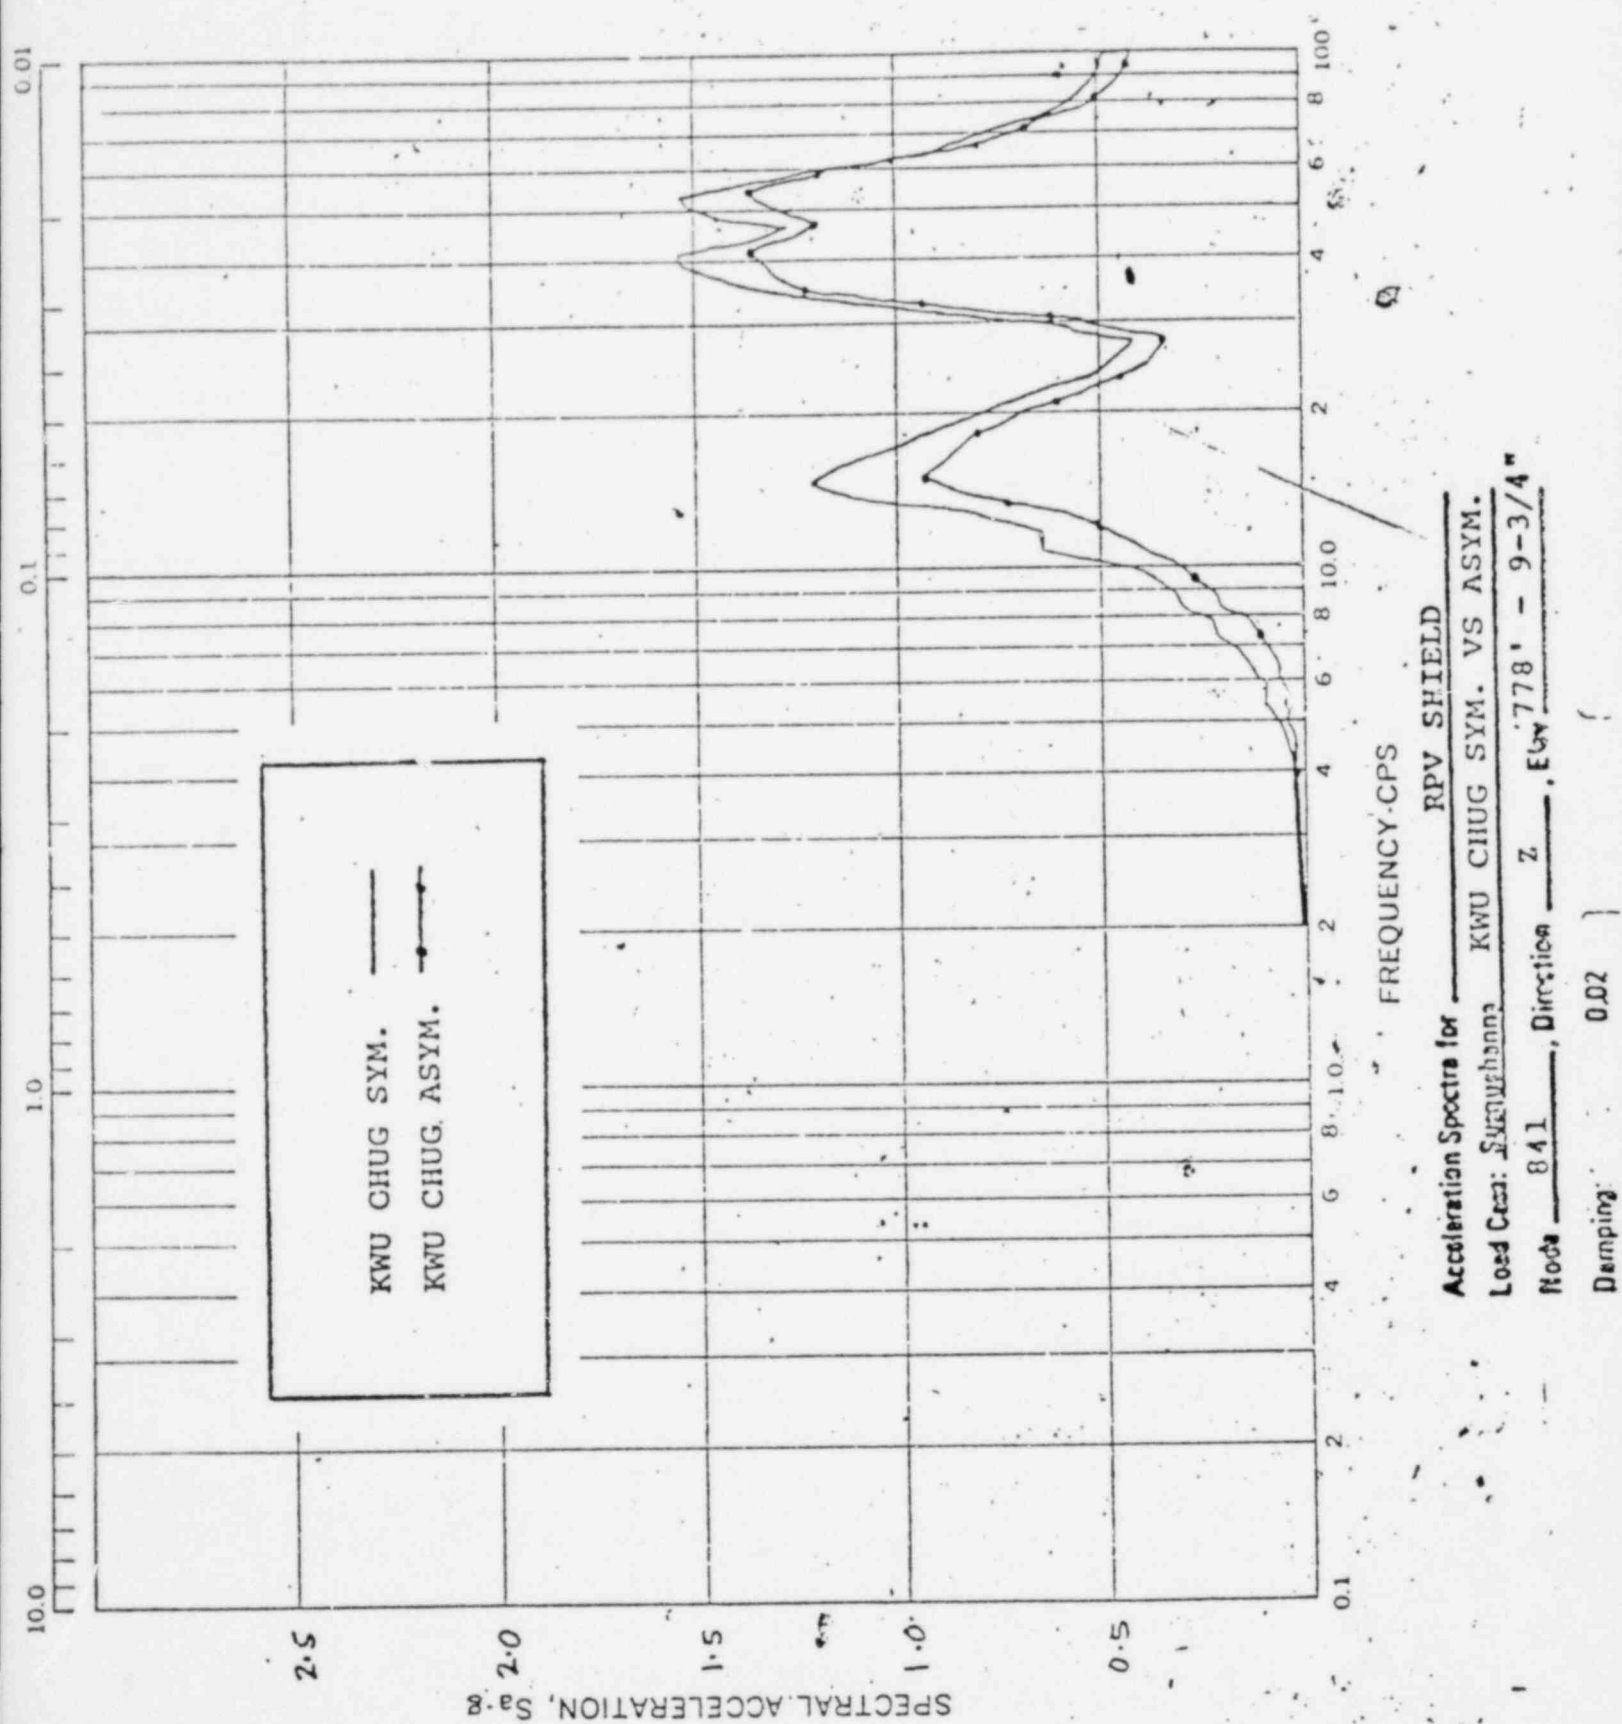 10.0 1.0 0.1 0.01
KWU CHUG SYM.
KWU CHUG ASYM.
SPECTRAL ACCELERATION, Sa-g
2.5
2.0
1.5
1.0
0.5
0.1 2 4 6 8 1.0 2 4 6 8 10.0 2 4 6 8 100
FREQUENCY-CPS
Acceleration Spectra for RPV SHIELD
Load Case: Susquehanna KWU CHUG SYM. VS ASYM.
Node 841, Direction Z, Elev 778' - 9-3/4"
Damping: 0.02